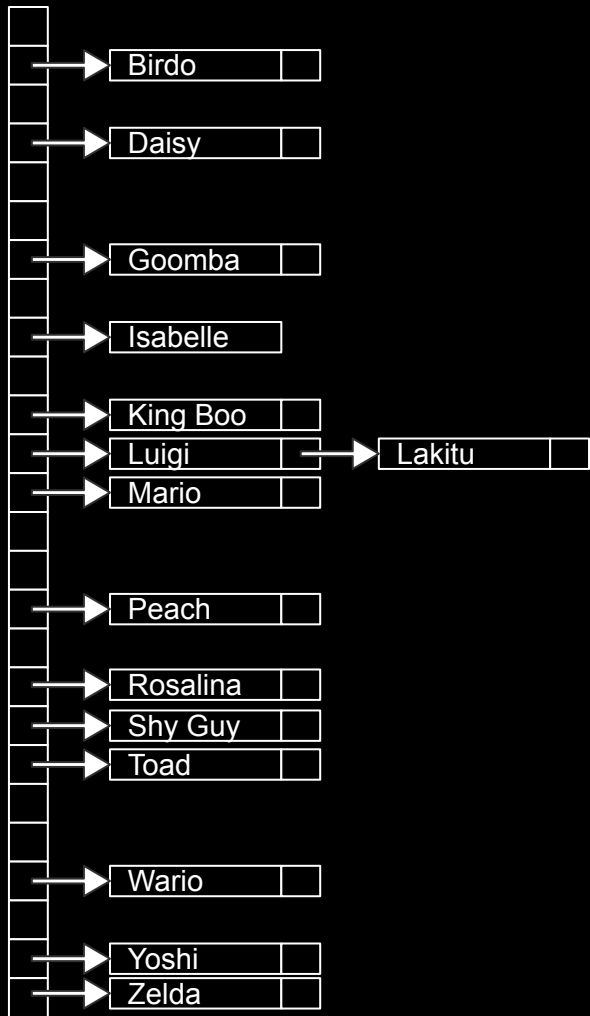 Birdo
Daisy
Goomba
Isabelle
King Boo
Luigi Lakitu
Mario
Peach
Rosalina
Shy Guy
Toad
Wario
Yoshi
Zelda